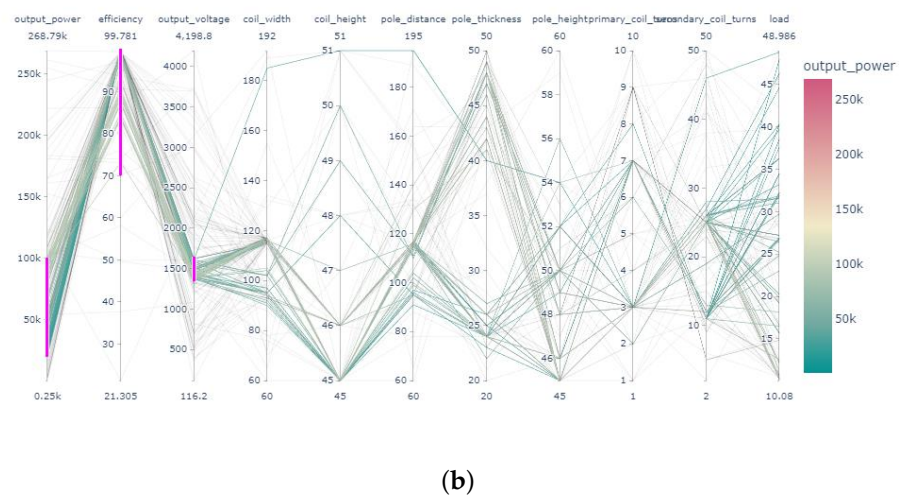 output_power efficiency output_voltage coil_width coil_height pole_distance pole_thickness pole_height primary_coil_turns secondary_coil_turns load
268.79k 99.781 4,198.8 192 51 195 50 60 10 50 48.986
output_power
250k 90 4000 180 51 180 50 60 10 50 45
200k 80 3500 160 50 160 45 58 9 40 40
150k 70 3000 140 49 140 40 56 8 30 35
100k 60 2500 120 48 120 35 54 7 20 30
50k 50 2000 100 47 100 30 52 6 10 25
40 1500 80 46 80 25 50 5 20
30 1000 60 45 60 20 48 4 15
500 46 3
45 2
1
250k
200k
150k
100k
50k
0.25k 21.305 116.2 60 45 60 20 45 1 2 10.08
(b)